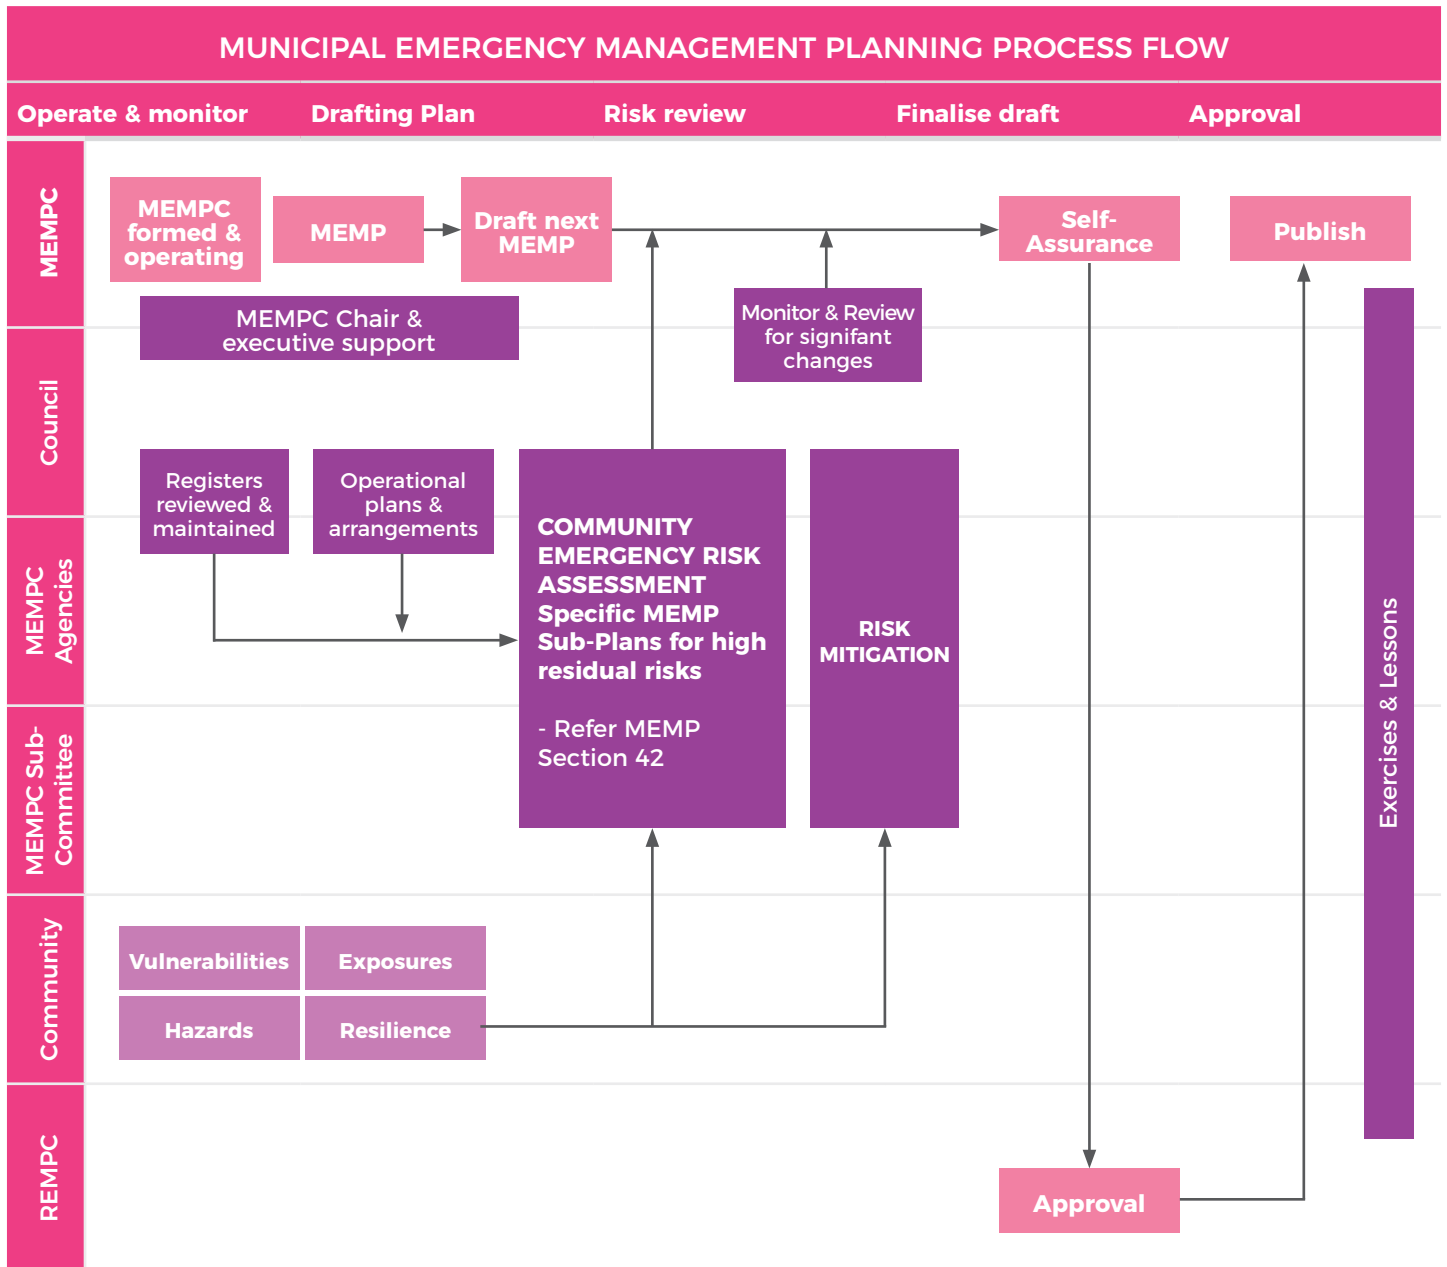 MUNICIPAL EMERGENCY MANAGEMENT PLANNING PROCESS FLOW
Operate & monitor
Drafting Plan
Risk review
Finalise draft
Approval
MEMPC
MEMPC
formed &
operating
MEMP
Draft next
MEMP
Self-
Assurance
Publish
MEMPC Chair &
executive support
Monitor & Review
for signifant
changes
Council
Registers
reviewed &
maintained
Operational
plans &
arrangements
COMMUNITY
EMERGENCY RISK
ASSESSMENT
Specific MEMP
Sub-Plans for high
residual risks
- Refer MEMP
Section 42
RISK
MITIGATION
Exercises & Lessons
MEMPC
Agencies
MEMPC Sub-
Committee
Community
Vulnerabilities
Exposures
Hazards
Resilience
REMPC
Approval